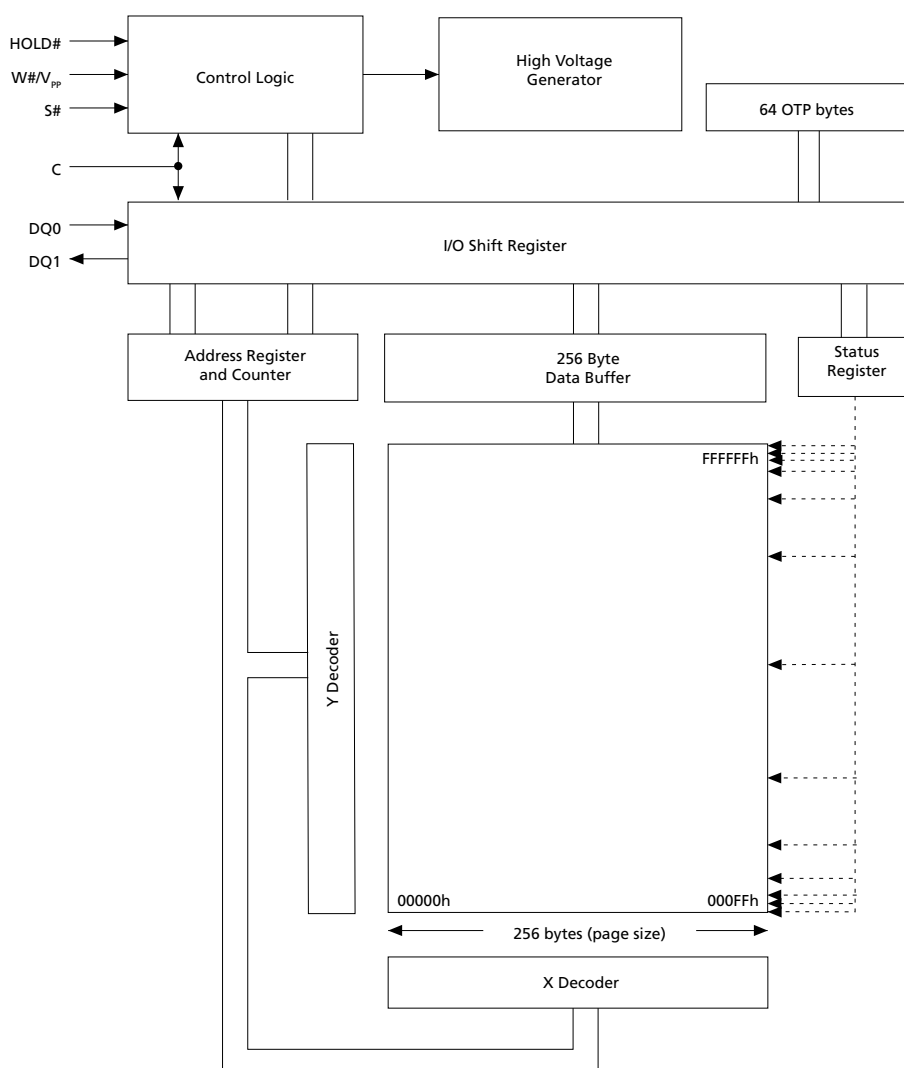 HOLD#
W#/VPP
S#
Control Logic
High Voltage
Generator
64 OTP bytes
C
DQ0
DQ1
I/O Shift Register
Address Register
and Counter
256 Byte
Data Buffer
Status
Register
FFFFFFh
Y Decoder
00000h
000FFh
256 bytes (page size)
X Decoder